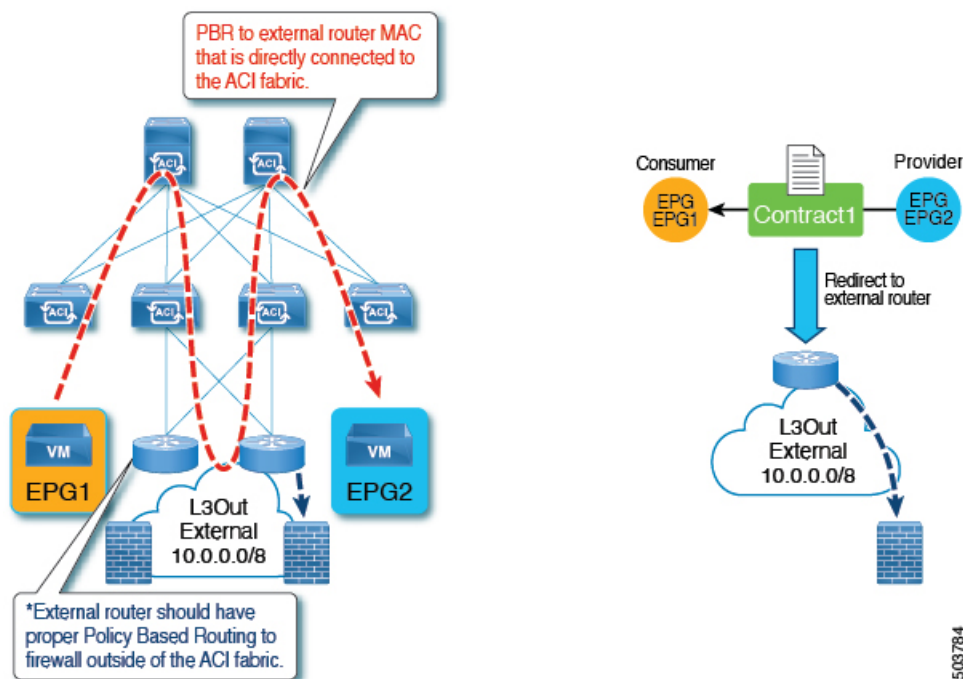 PBR to external router MAC
that is directly connected to
the ACI fabric.
ACI
ACI
ACI
ACI
ACI
ACI
VM
EPG1
VM
EPG2
L3Out
External
10.0.0.0/8
*External router should have
proper Policy Based Routing to
firewall outside of the ACI fabric.
Consumer
Provider
EPG
EPG1
Contract1
EPG
EPG2
Redirect to
external router
L3Out
External
10.0.0.0/8
503784